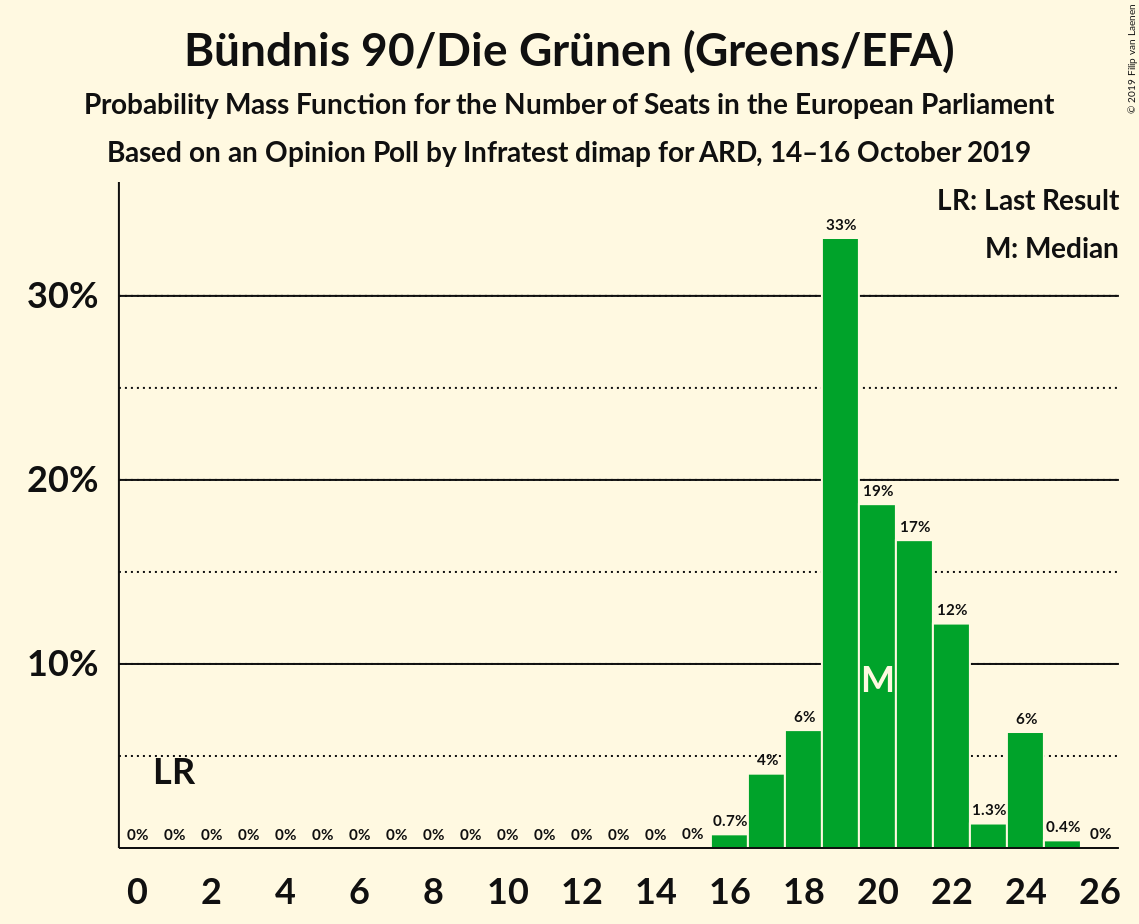 Bündnis 90/Die Grünen (Greens/EFA)
Probability Mass Function for the Number of Seats in the European Parliament
Based on an Opinion Poll by Infratest dimap for ARD, 14–16 October 2019
© 2019 Filip van Laenen
LR: Last Result
M: Median
33%
30%
20%
19%
17%
12%
10%
M
6%
6%
4%
LR
1.3%
0.7%
0.4%
0% 0% 0% 0% 0% 0% 0% 0% 0% 0% 0% 0% 0% 0% 0% 0% 0%
0 2 4 6 8 10 12 14 16 18 20 22 24 26